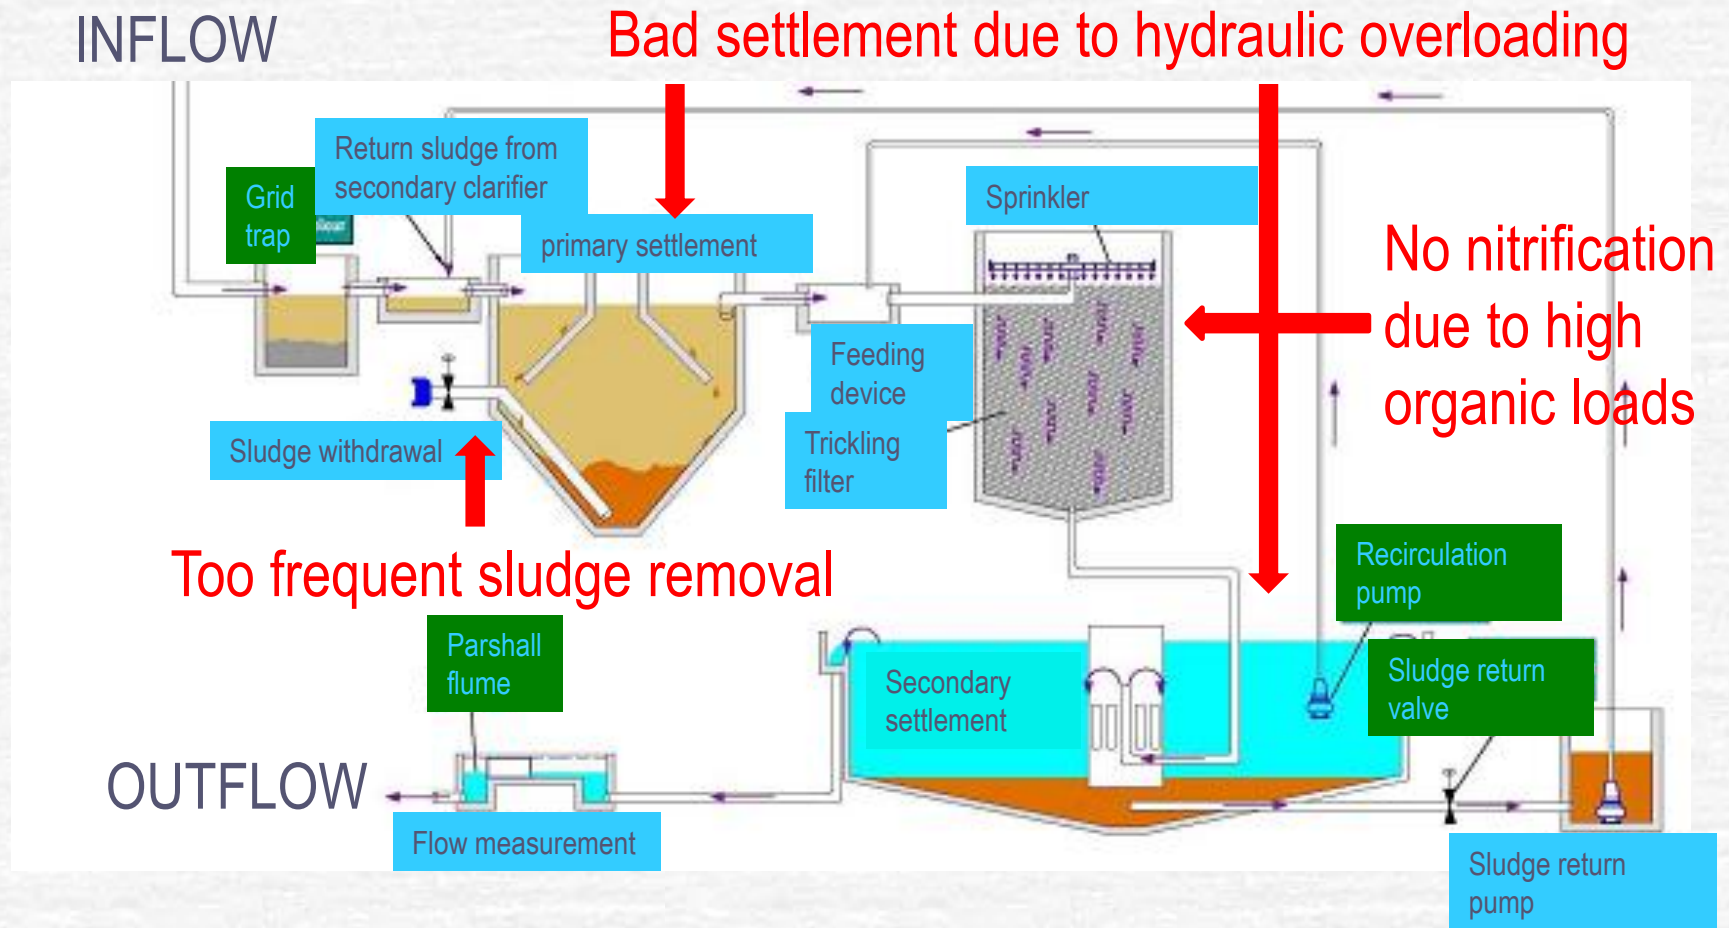 INFLOW
Bad settlement due to hydraulic overloading
Return sludge from
secondary clarifier
Grid
trap
primary settlement
Sprinkler
No nitrification
due to high
organic loads
Feeding
device
Trickling
filter
Sludge withdrawal
Too frequent sludge removal
Recirculation
pump
Parshall
flume
Secondary
settlement
Sludge return
valve
OUTFLOW
Flow measurement
Sludge return
pump